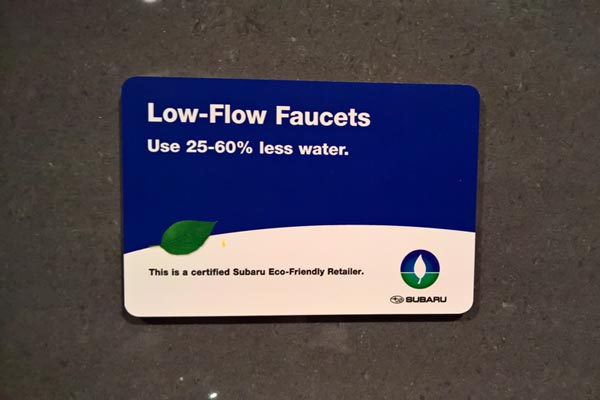 Low-Flow Faucets
Use 25-60% less water.
This is a certified Subaru Eco-Friendly Retailer.
SUBARU